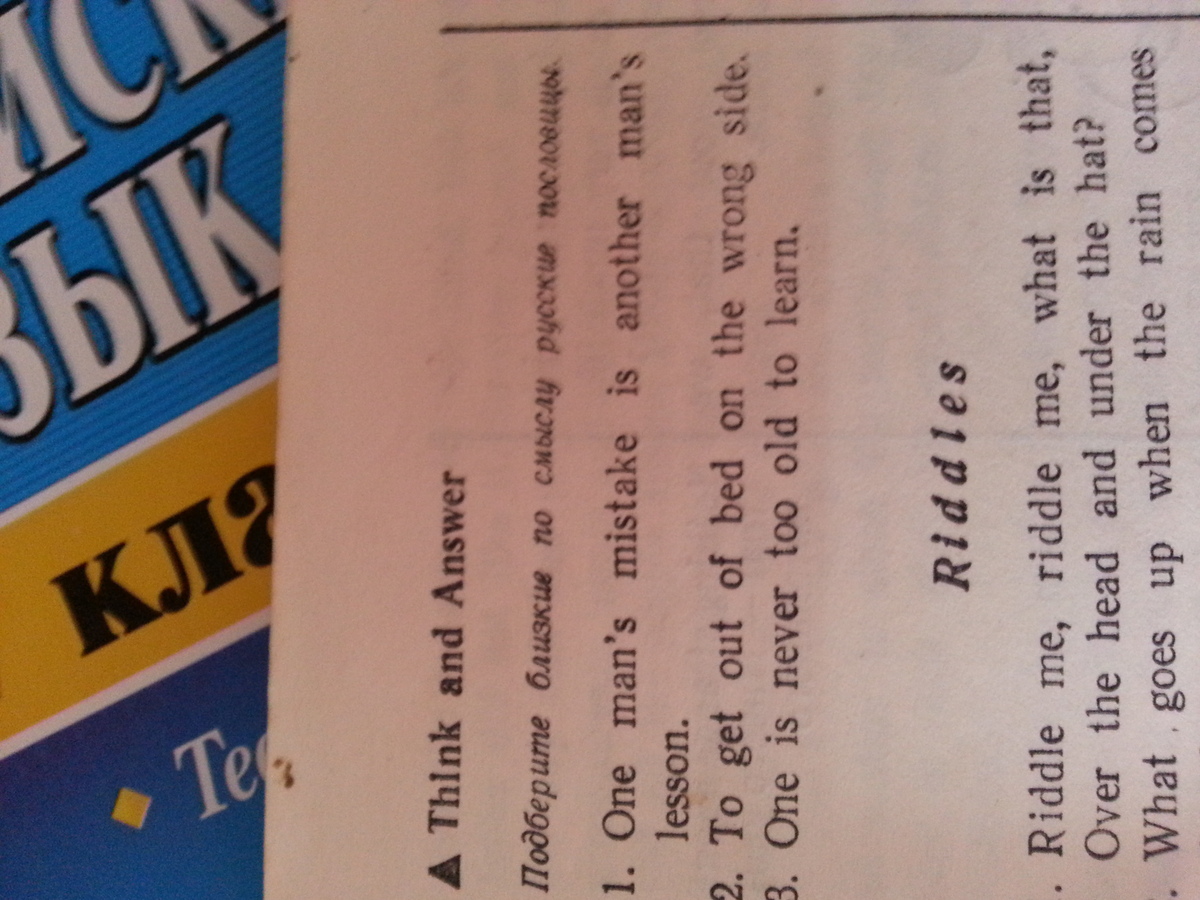 ЗЫК
кла
Те
▲ Think and Answer
Подберите близкие по смыслу русские пословицы.
1. One man's mistake is another man's
lesson.
2. To get out of bed on the wrong side.
3. One is never too old to learn.
Riddles
. Riddle me, riddle me, what is that,
Over the head and under the hat?
. What goes up when the rain comes